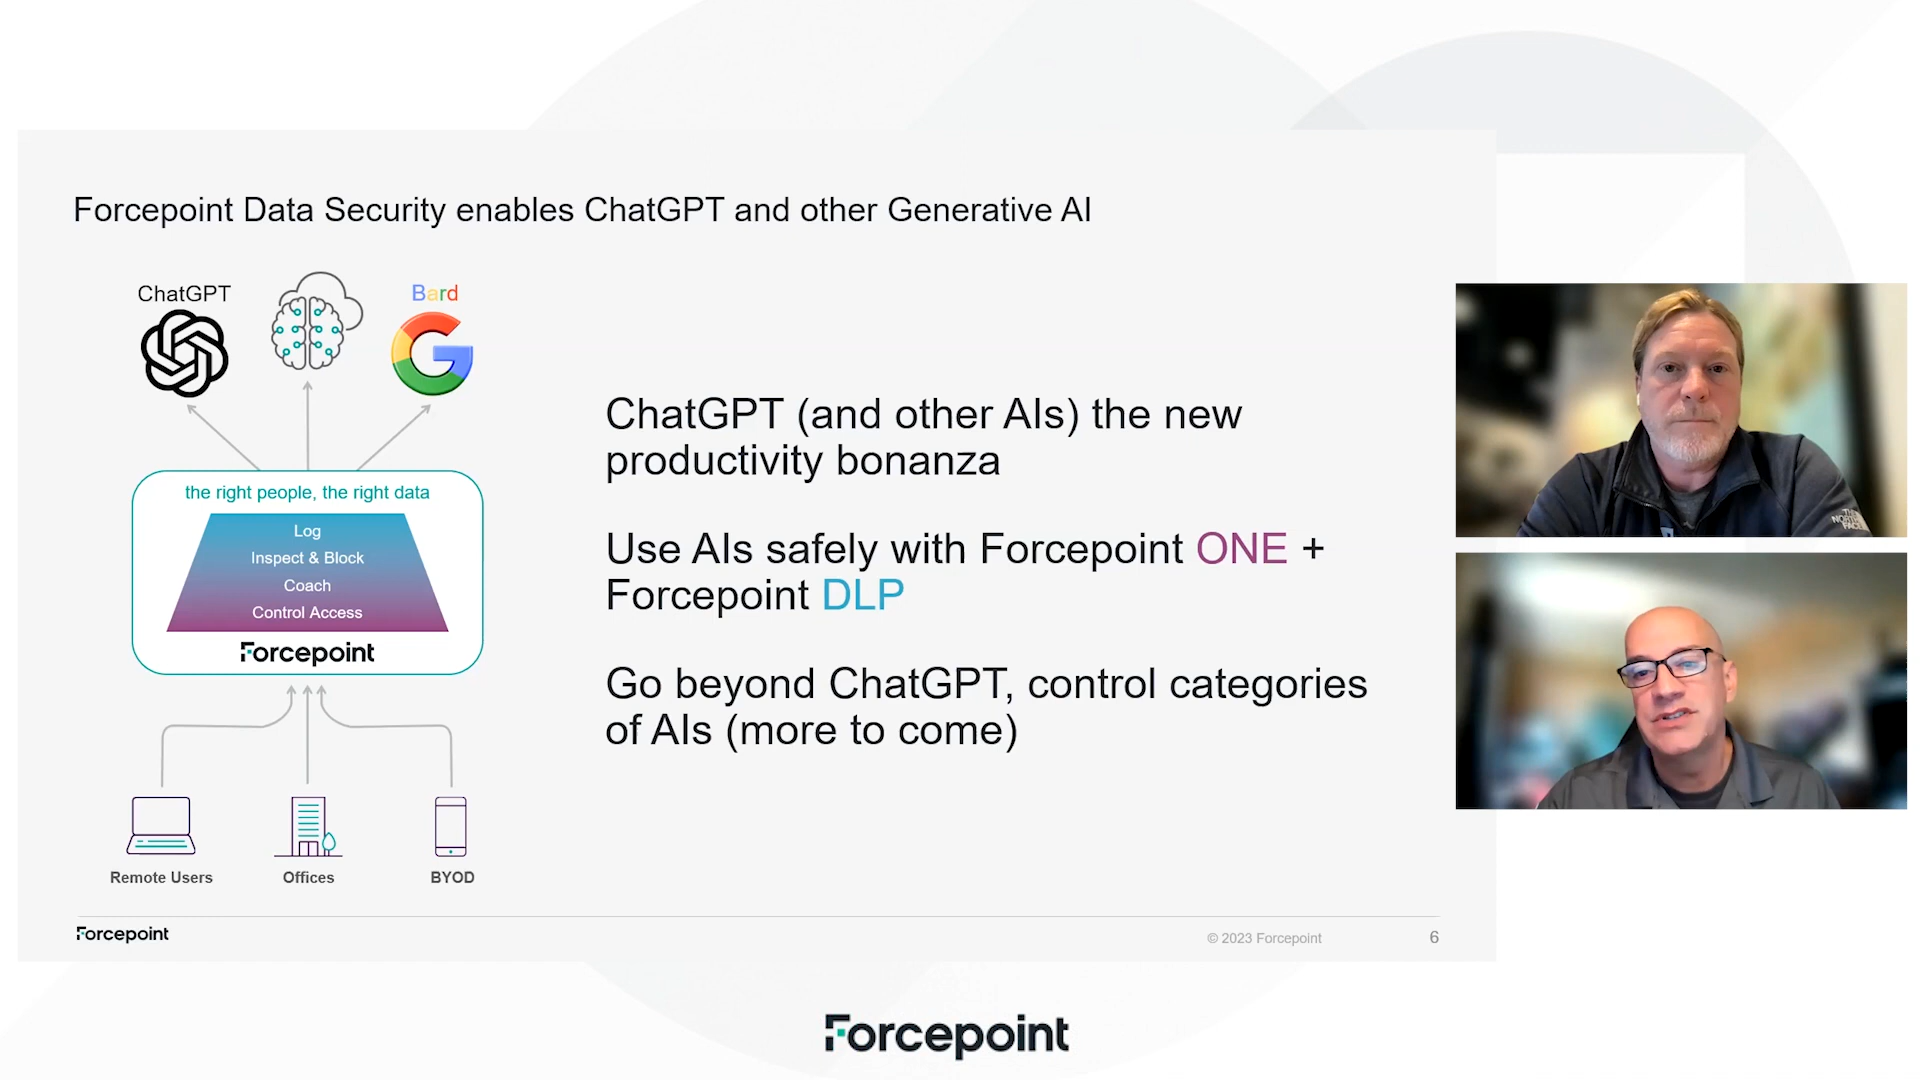 Forcepoint Data Security enables ChatGPT and other Generative AI
ChatGPT
Bard
the right people, the right data
Log
Inspect & Block
Coach
Control Access
Forcepoint
Remote Users
Offices
BYOD
ChatGPT (and other AIs) the new
productivity bonanza
Use AIs safely with Forcepoint ONE +
Forcepoint DLP
Go beyond ChatGPT, control categories
of AIs (more to come)
THE
NORTH
FACE
Forcepoint
© 2023 Forcepoint
6
Forcepoint